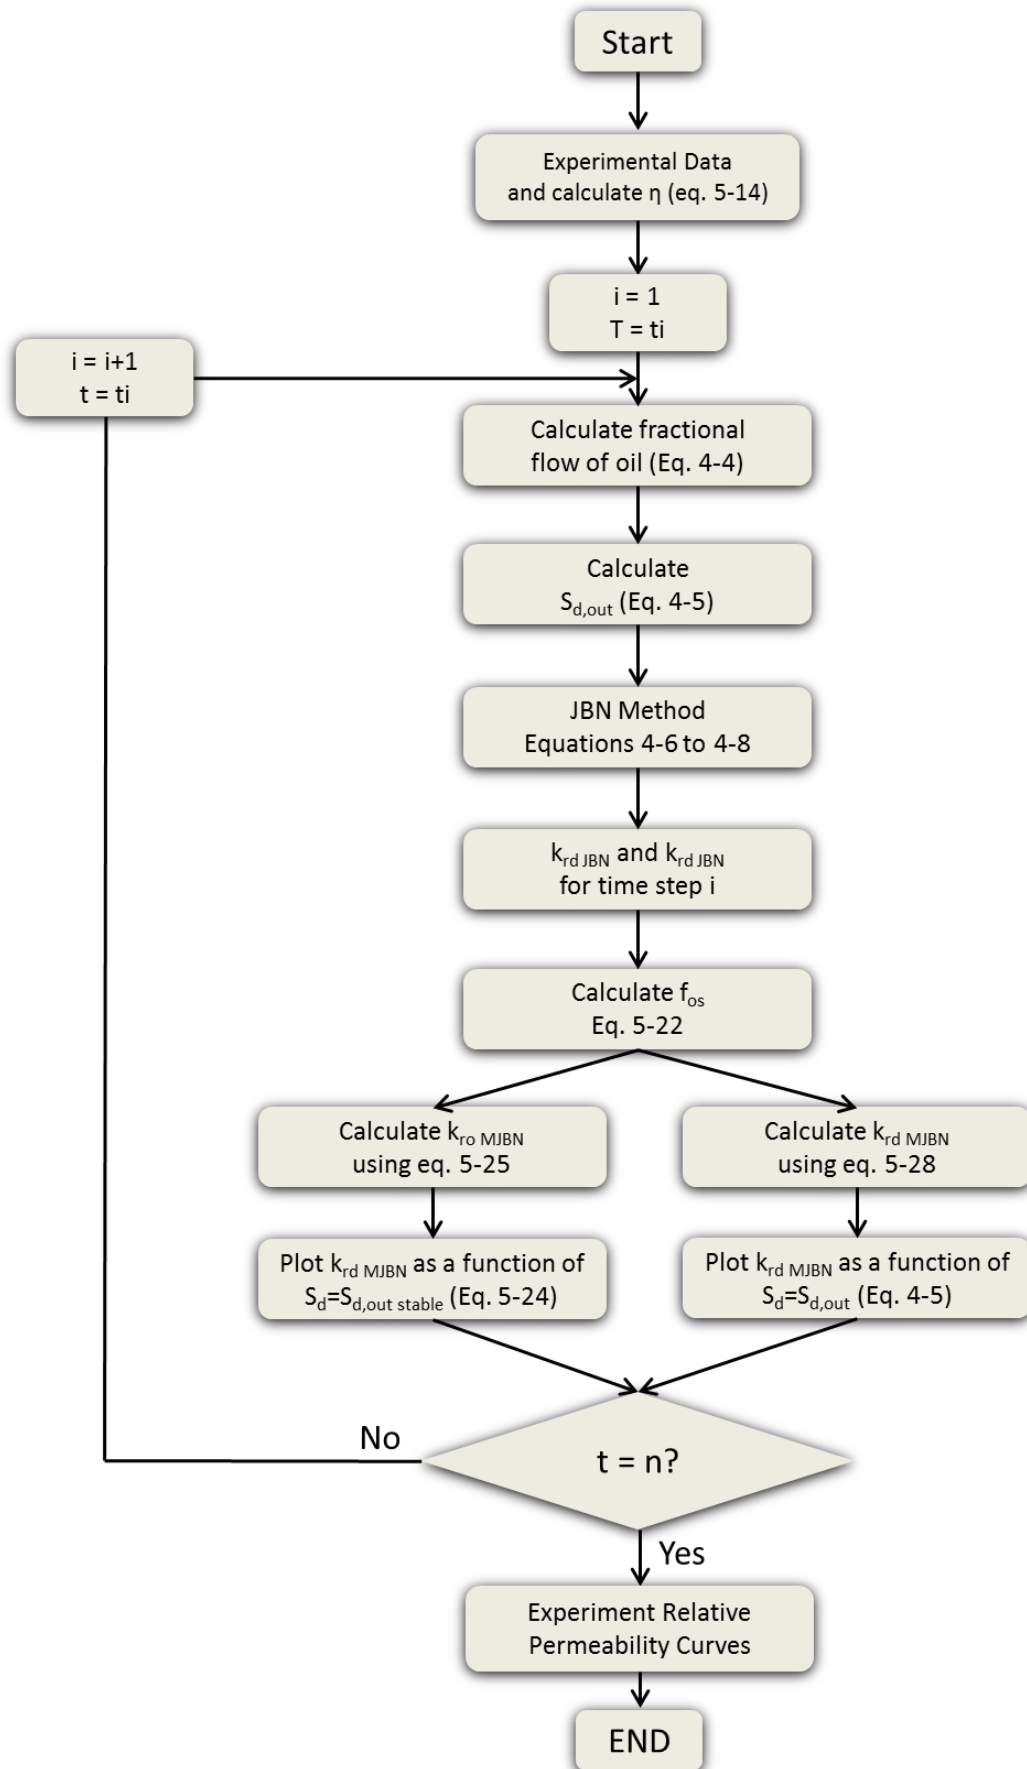 Start
Experimental Data
and calculate η (eq. 5-14)
i = 1
T = ti
i = i+1
t = ti
Calculate fractional
flow of oil (Eq. 4-4)
Calculate
Sd,out (Eq. 4-5)
JBN Method
Equations 4-6 to 4-8
krd JBN and krd JBN
for time step i
Calculate fos
Eq. 5-22
Calculate kro MJBN
using eq. 5-25
Calculate krd MJBN
using eq. 5-28
Plot krd MJBN as a function of
Sd=Sd,out stable (Eq. 5-24)
Plot krd MJBN as a function of
Sd=Sd,out (Eq. 4-5)
No
t = n?
Yes
Experiment Relative
Permeability Curves
END